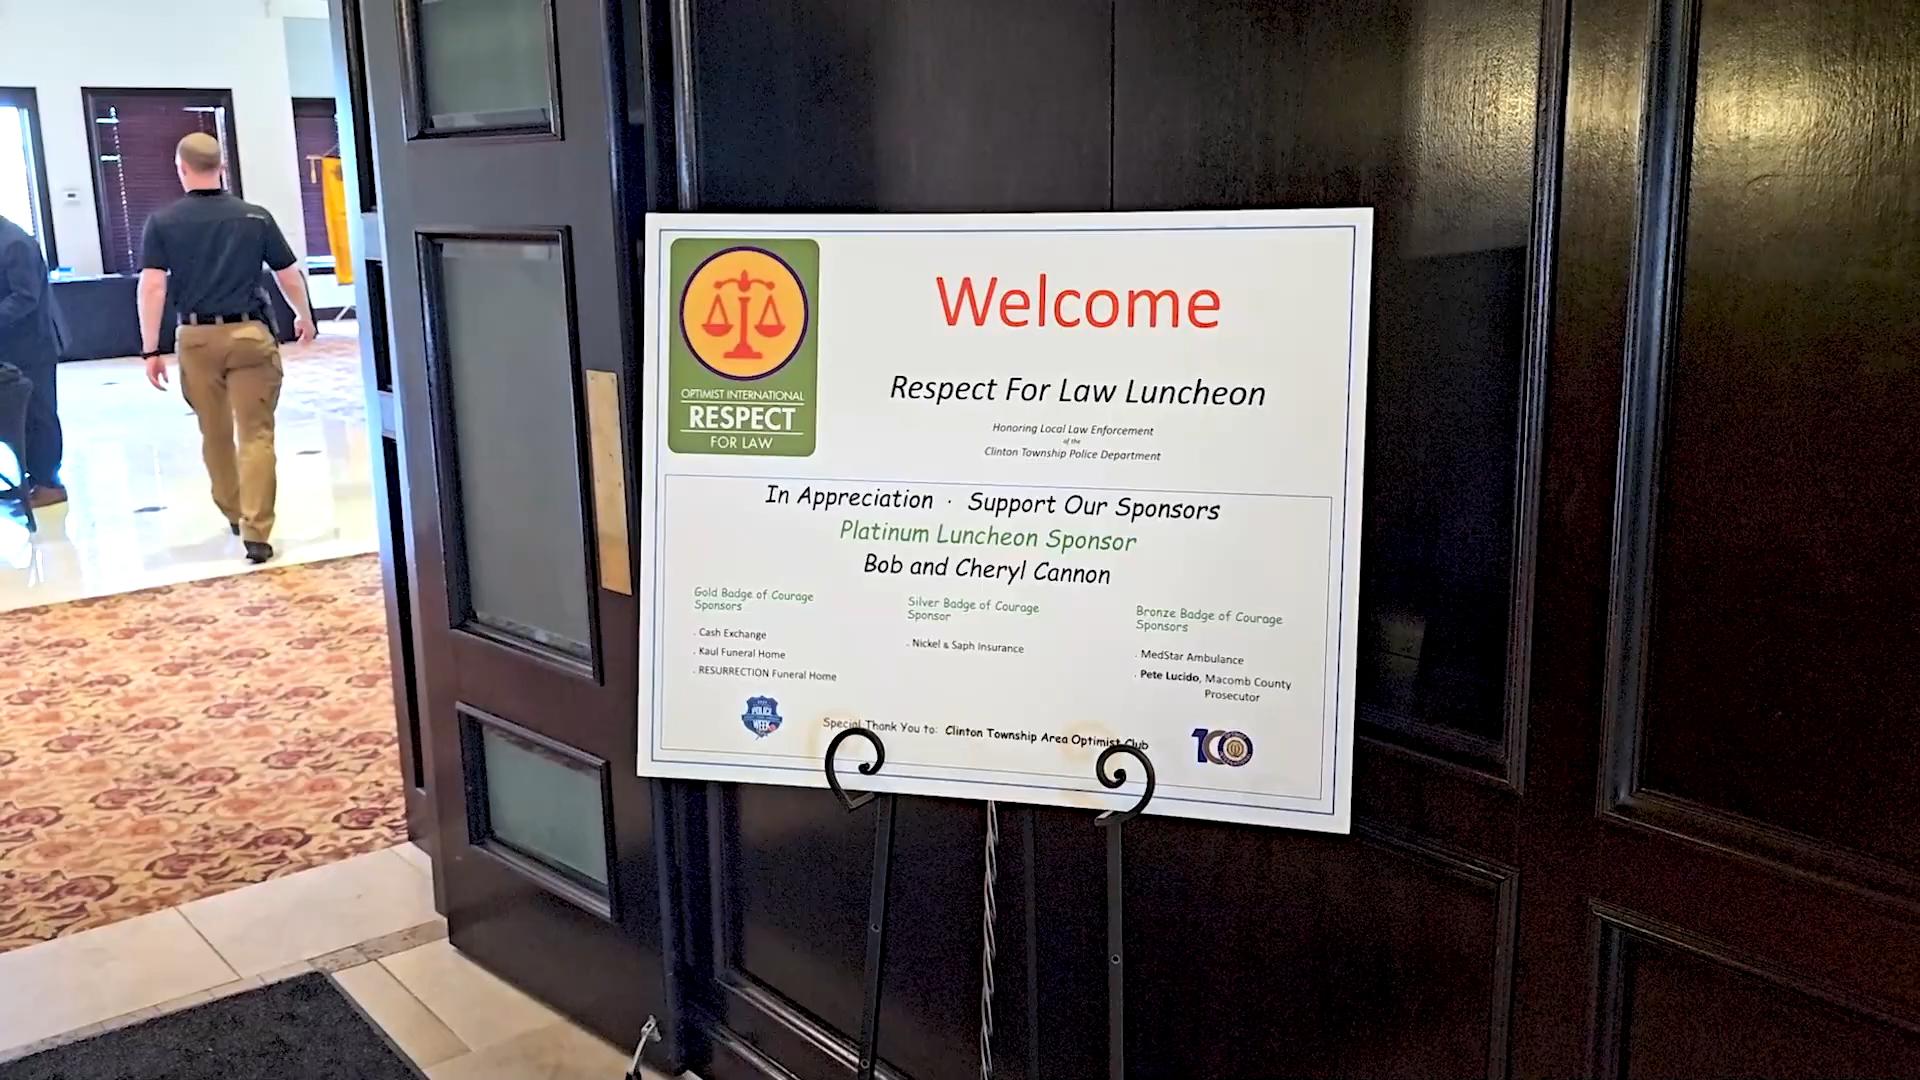 OPTIMIST INTERNATIONAL
RESPECT
FOR LAW
Welcome
Respect For Law Luncheon
Honoring Local Law Enforcement
of the
Clinton Township Police Department
In Appreciation · Support Our Sponsors
Platinum Luncheon Sponsor
Bob and Cheryl Cannon
Gold Badge of Courage
Sponsors
. Cash Exchange
. Kaul Funeral Home
. RESURRECTION Funeral Home
Silver Badge of Courage
Sponsor
. Nickel & Saph Insurance
Bronze Badge of Courage
Sponsors
. MedStar Ambulance
. Pete Lucido, Macomb County
Prosecutor
POLICE
WEEK
Special Thank You to: Clinton Township Area Optimist Club
100